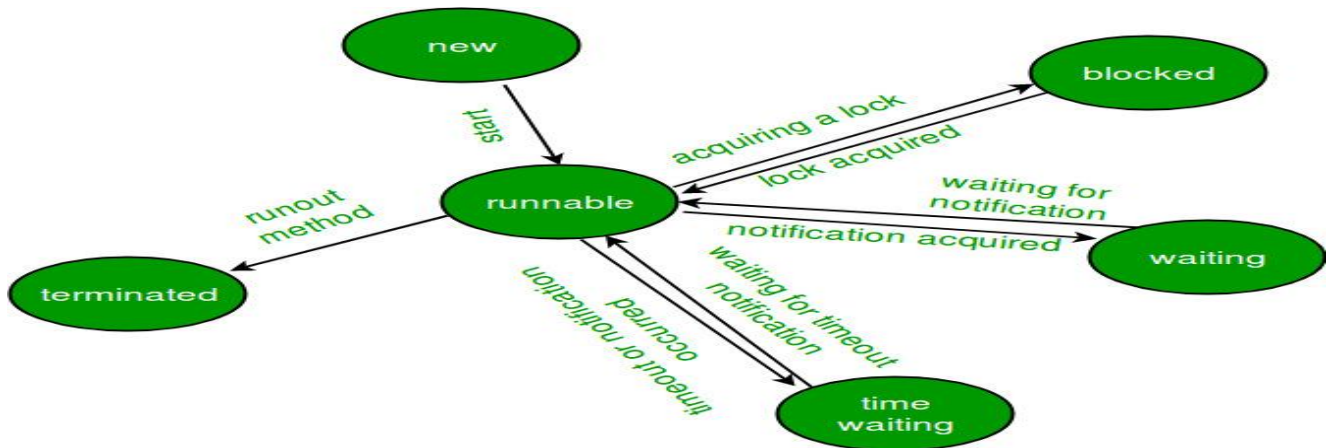 new
blocked
start
acquiring a lock
lock acquired
runout
method
runnable
waiting for
notification
notification acquired
waiting
terminated
timeout or notification
occurred
waiting for timeout
notification
time
waiting